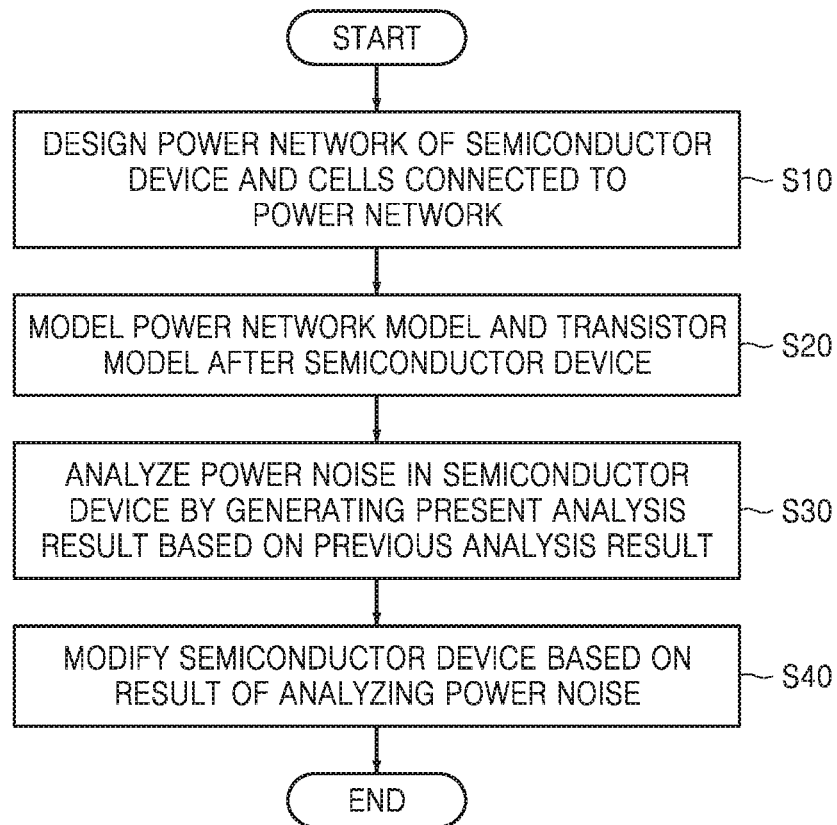 START
DESIGN POWER NETWORK OF SEMICONDUCTOR
DEVICE AND CELLS CONNECTED TO
POWER NETWORK
S10
MODEL POWER NETWORK MODEL AND TRANSISTOR
MODEL AFTER SEMICONDUCTOR DEVICE
S20
ANALYZE POWER NOISE IN SEMICONDUCTOR
DEVICE BY GENERATING PRESENT ANALYSIS
RESULT BASED ON PREVIOUS ANALYSIS RESULT
S30
MODIFY SEMICONDUCTOR DEVICE BASED ON
RESULT OF ANALYZING POWER NOISE
S40
END